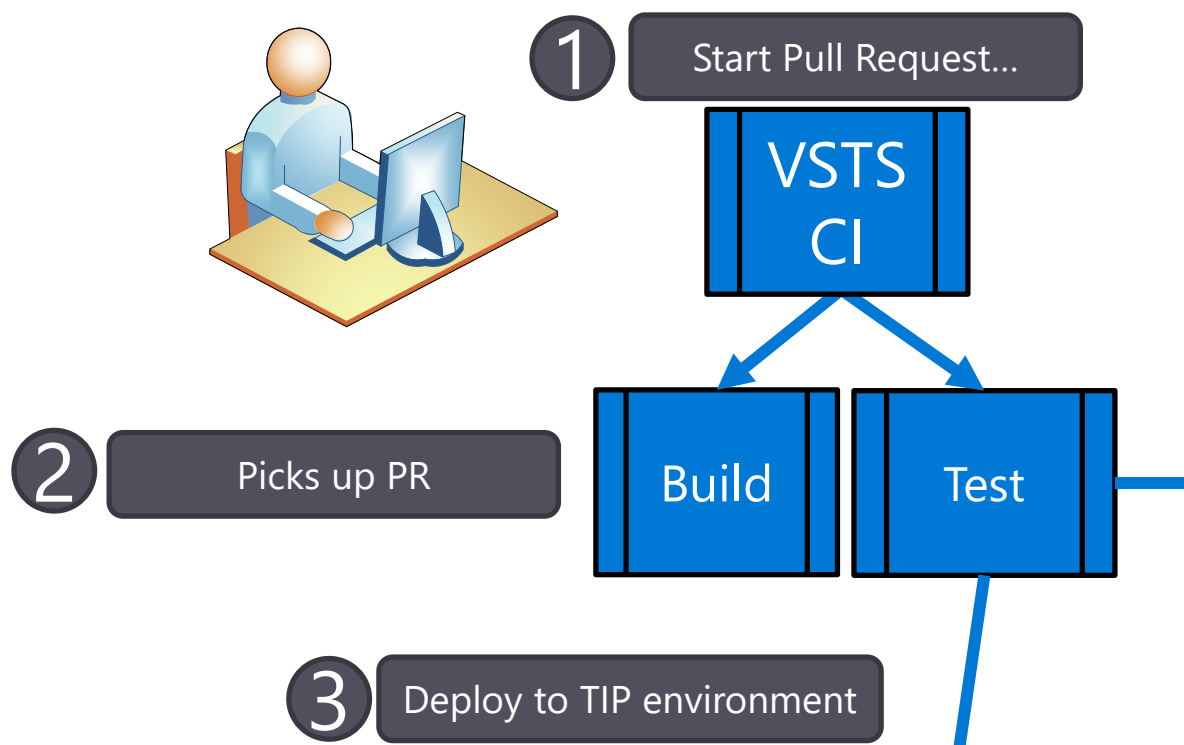 1
Start Pull Request...
VSTS
CI
2
Picks up PR
Build
Test
3
Deploy to TIP environment